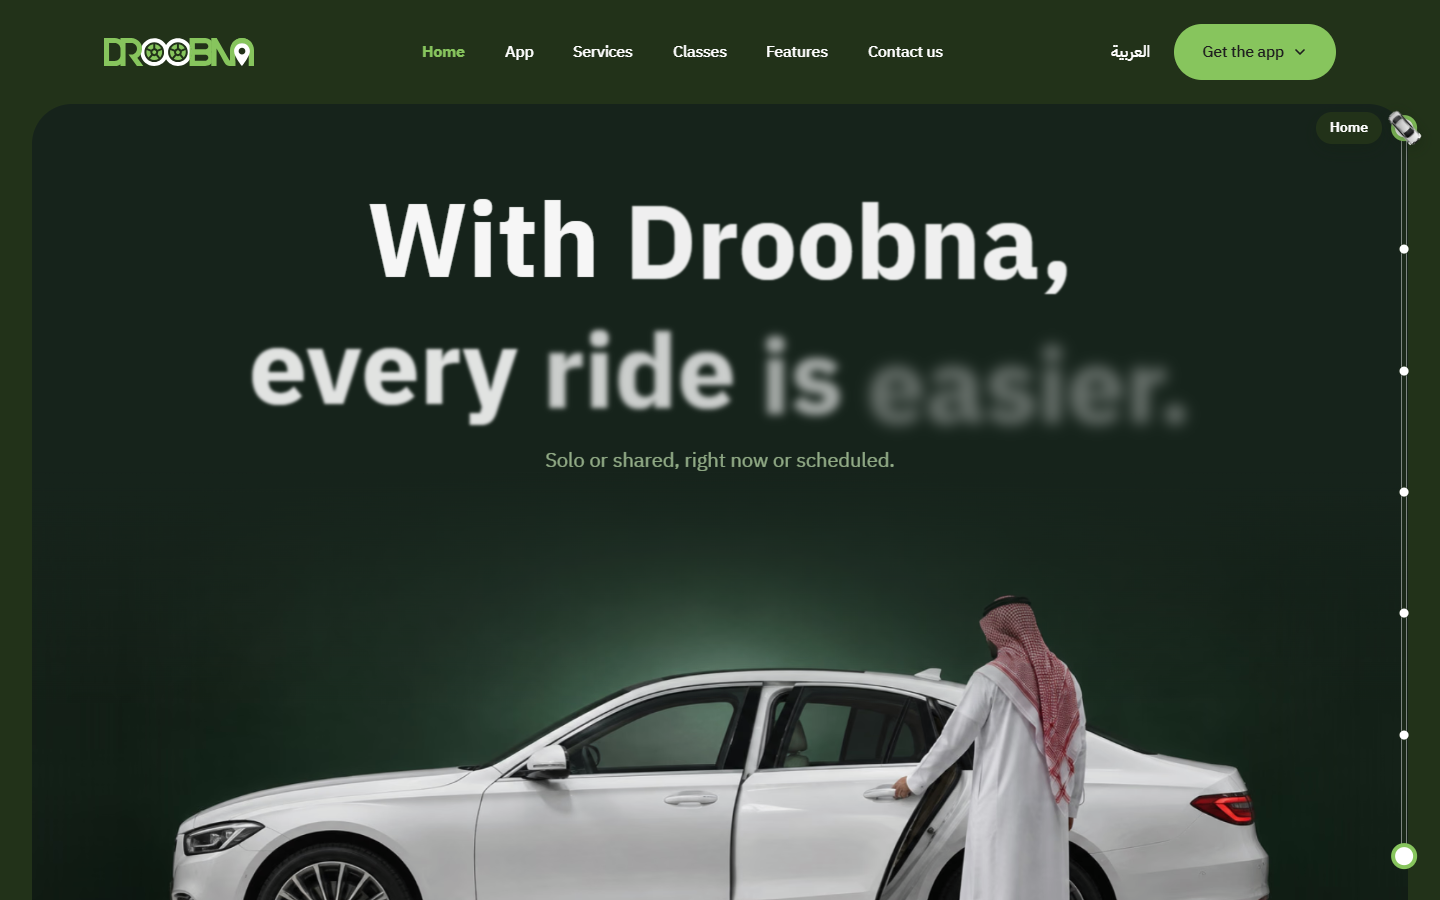 DROOBNA
Home
App
Services
Classes
Features
Contact us
العربية
Get the app
Home
With Droobna,
every ride is easier.
Solo or shared, right now or scheduled.